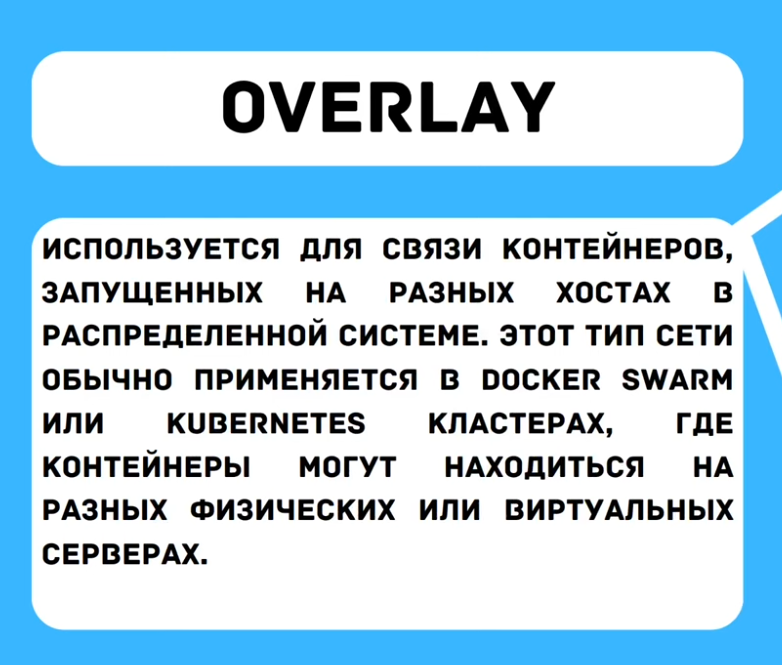 OVERLAY
ИСПОЛЬЗУЕТСЯ ДЛЯ СВЯЗИ КОНТЕЙНЕРОВ,
ЗАПУЩЕННЫХ НА РАЗНЫХ ХОСТАХ В
РАСПРЕДЕЛЕННОЙ СИСТЕМЕ. ЭТОТ ТИП СЕТИ
ОБЫЧНО ПРИМЕНЯЕТСЯ В DOCKER SWARM
ИЛИ KUBERNETES КЛАСТЕРАХ, ГДЕ
КОНТЕЙНЕРЫ МОГУТ НАХОДИТЬСЯ НА
РАЗНЫХ ФИЗИЧЕСКИХ ИЛИ ВИРТУАЛЬНЫХ
СЕРВЕРАХ.